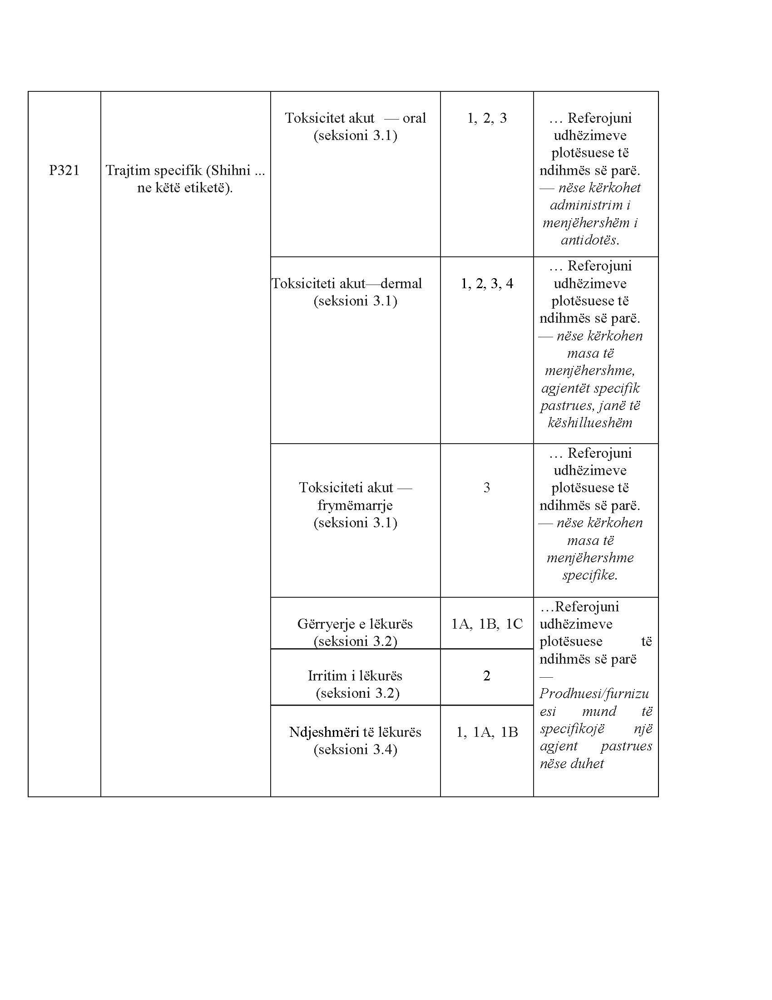 P321
Trajtim specifik (Shihni ...
ne këtë etiketë).
Toksicitet akut — oral
(seksioni 3.1)
1, 2, 3
… Referojuni
udhëzimeve
plotësuese të
ndihmës së parë.
— nëse kërkohet
administrim i
menjëhershëm i
antidotës.
Toksiciteti akut—dermal
(seksioni 3.1)
1, 2, 3, 4
… Referojuni
udhëzimeve
plotësuese të
ndihmës së parë.
— nëse kërkohen
masa të
menjëhershme,
agjentët specifik
pastrues, janë të
këshillueshëm
Toksiciteti akut —
frymëmarrje
(seksioni 3.1)
3
… Referojuni
udhëzimeve
plotësuese të
ndihmës së parë.
— nëse kërkohen
masa të
menjëhershme
specifike.
Gërryerje e lëkurës
(seksioni 3.2)
1A, 1B, 1C
Irritim i lëkurës
(seksioni 3.2)
2
Ndjeshmëri të lëkurës
(seksioni 3.4)
1, 1A, 1B
…Referojuni
udhëzimeve
plotësuese të
ndihmës së parë
—
Prodhuesi/furnizu
esi mund të
specifikojë një
agjent pastrues
nëse duhet